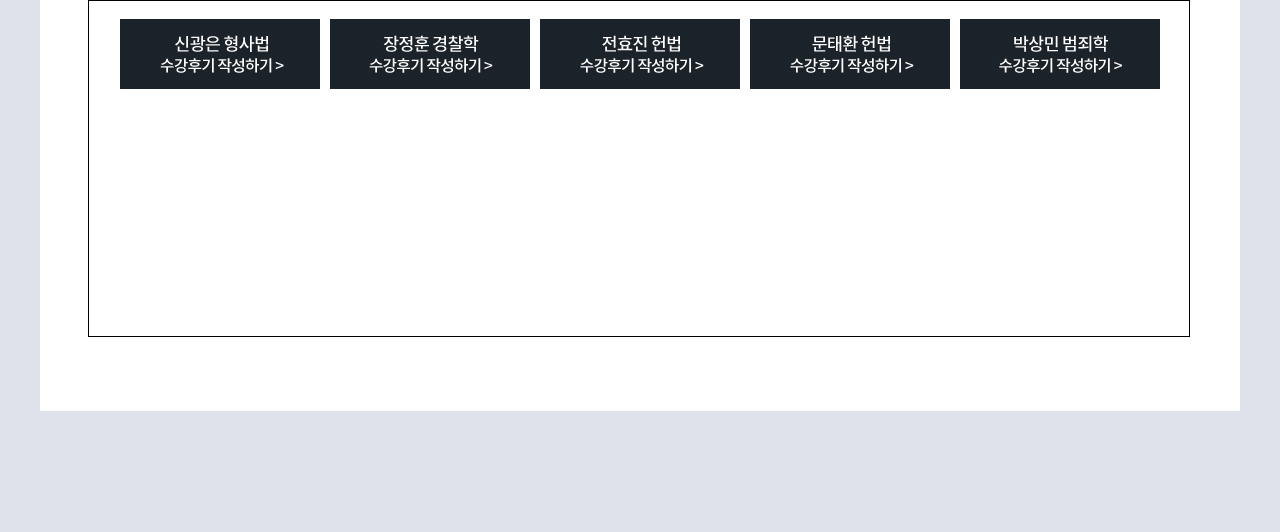 신광은 형사법
수강후기 작성하기 >
장정훈 경찰학
수강후기 작성하기 >
전효진 헌법
수강후기 작성하기 >
문태환 헌법
수강후기 작성하기 >
박상민 범죄학
수강후기 작성하기 >